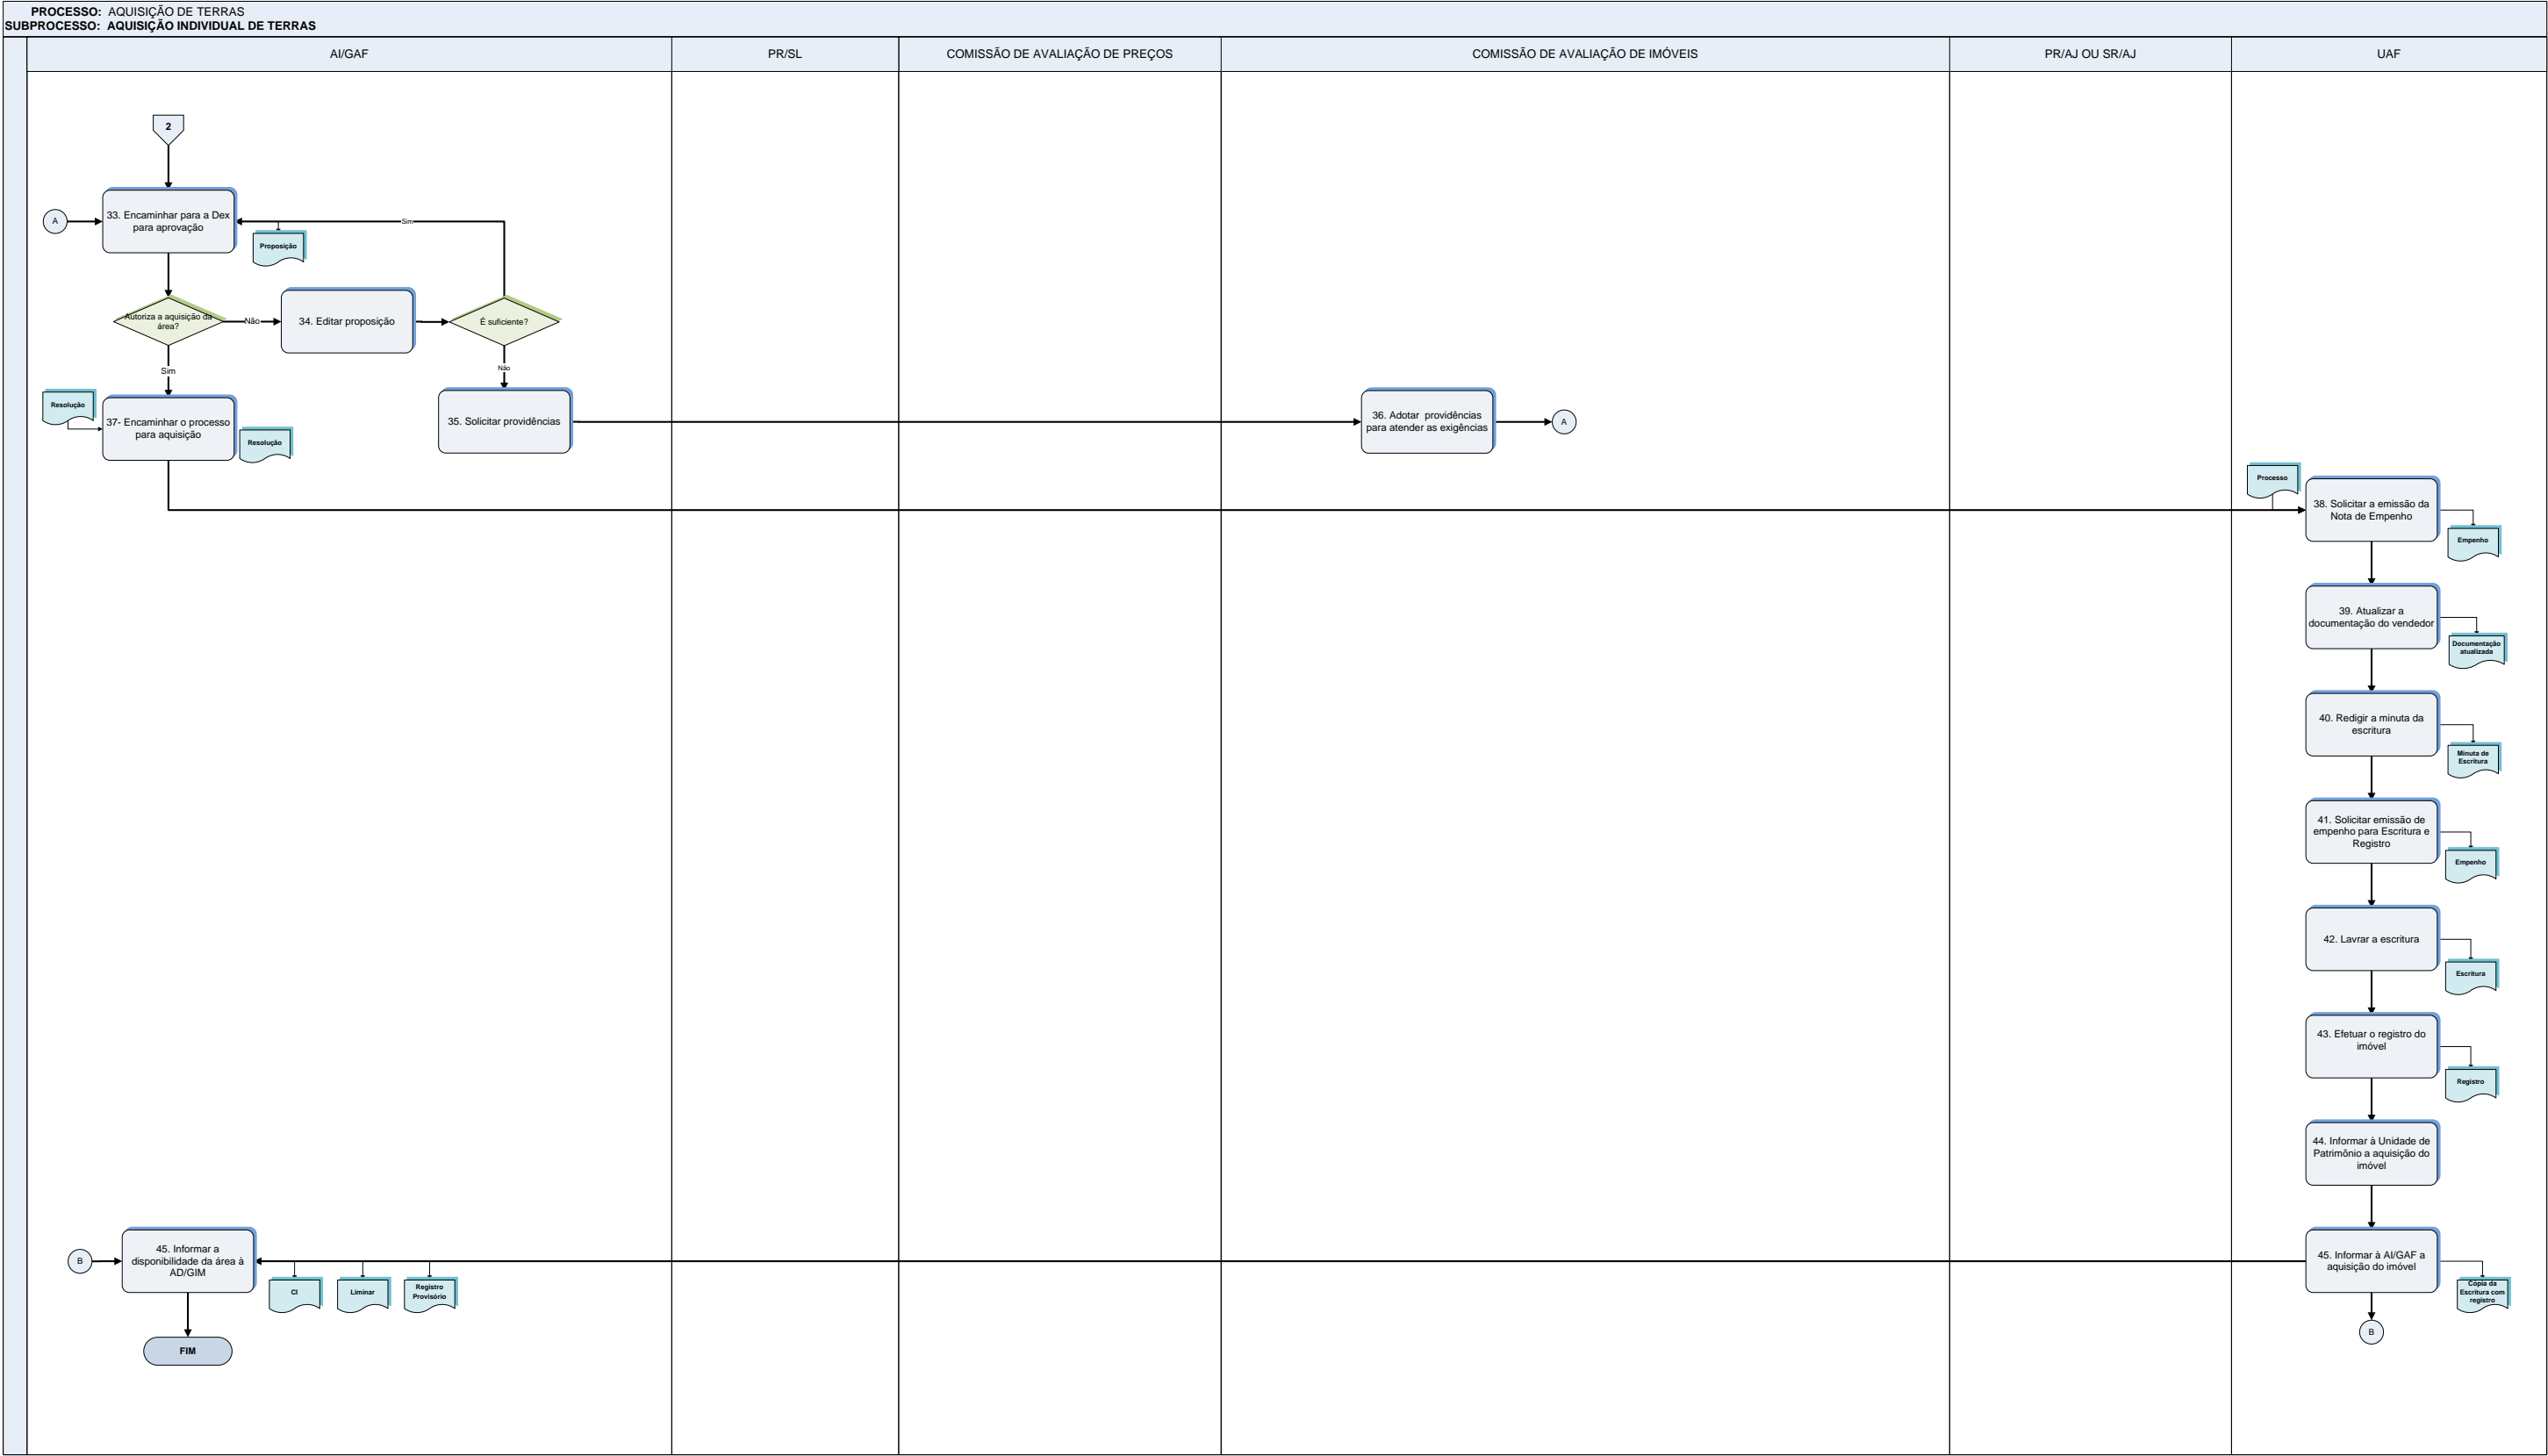 PROCESSO: AQUISIÇÃO DE TERRAS
SUBPROCESSO: AQUISIÇÃO INDIVIDUAL DE TERRAS
AI/GAF
PR/SL
COMISSÃO DE AVALIAÇÃO DE PREÇOS
COMISSÃO DE AVALIAÇÃO DE IMÓVEIS
PR/AJ OU SR/AJ
UAF
2
A
33. Encaminhar para a Dex
para aprovação
Sim
Proposição
Autoriza a aquisição da
área?
Não
34. Editar proposição
É suficiente?
Sim
Não
Resolução
37- Encaminhar o processo
para aquisição
Resolução
35. Solicitar providências
36. Adotar providências
para atender as exigências
A
Processo
38. Solicitar a emissão da
Nota de Empenho
Empenho
39. Atualizar a
documentação do vendedor
Documentação
atualizada
40. Redigir a minuta da
escritura
Minuta de
Escritura
41. Solicitar emissão de
empenho para Escritura e
Registro
Empenho
42. Lavrar a escritura
Escritura
43. Efetuar o registro do
imóvel
Registro
44. Informar à Unidade de
Patrimônio a aquisição do
imóvel
B
45. Informar a
disponibilidade da área à
AD/GIM
CI
Liminar
Registro
Provisório
45. Informar à AI/GAF a
aquisição do imóvel
Cópia da
Escritura com
registro
B
FIM